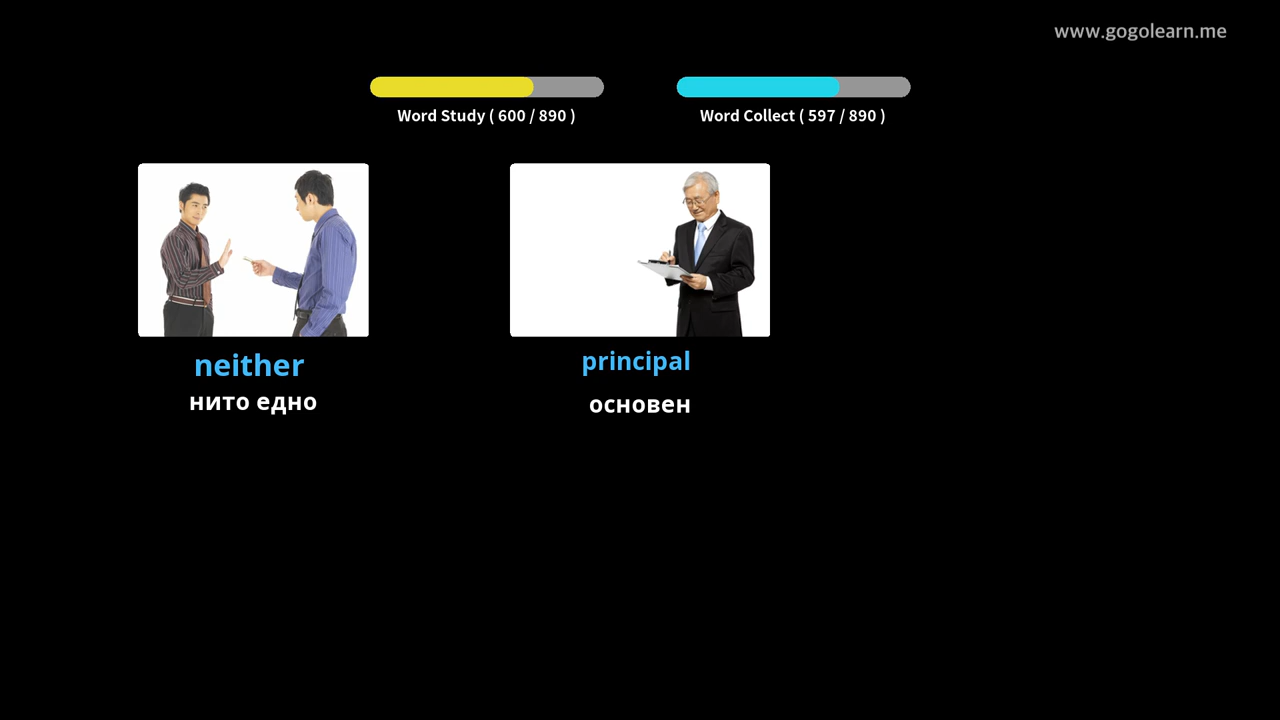 www.gogolearn.me
Word Study ( 600 / 890 )
Word Collect ( 597 / 890 )
neither
нито едно
principal
основен